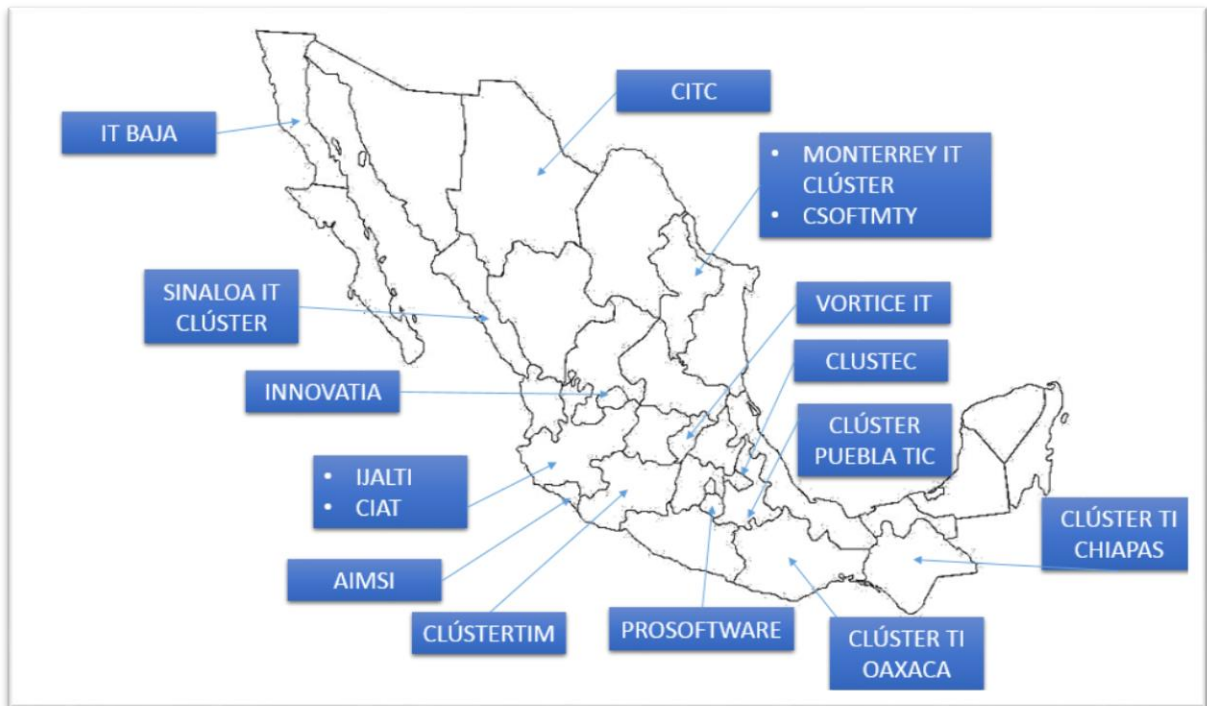 CITC
IT BAJA
• MONTERREY IT
CLÚSTER
• CSOFTMTY
SINALOA IT
CLÚSTER
VORTICE IT
CLUSTEC
INNOVATIA
CLÚSTER
PUEBLA TIC
• IJALTI
• CIAT
CLÚSTER TI
CHIAPAS
AIMSI
CLÚSTERTIM
PROSOFTWARE
CLÚSTER TI
OAXACA